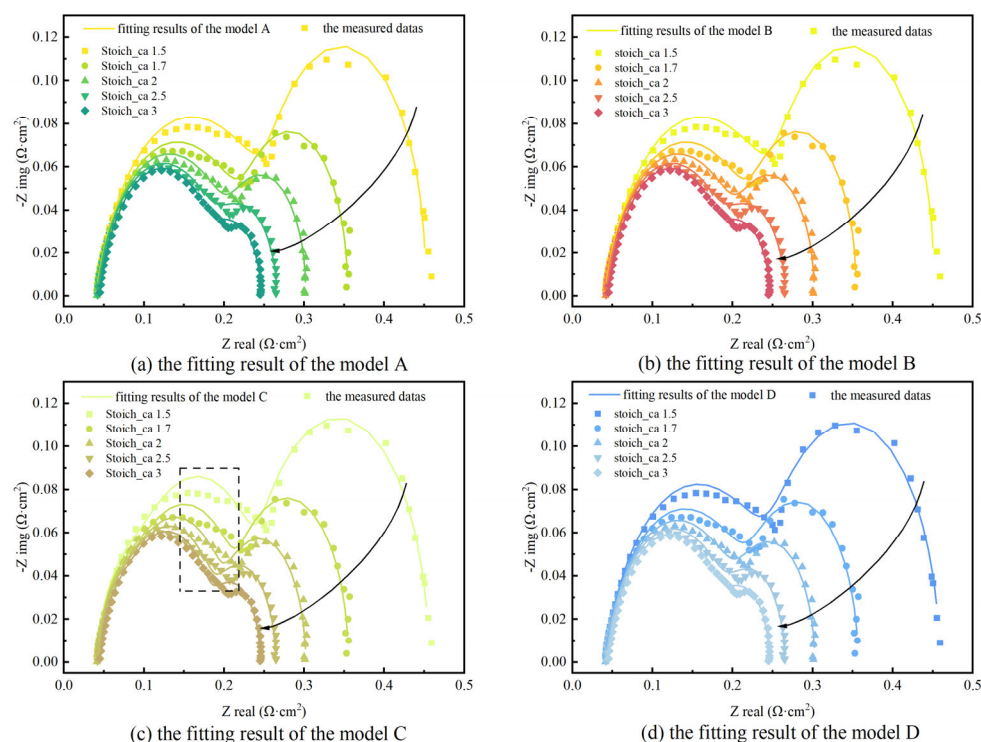 fitting results of the model A
the measured datas
Stoich_ca 1.5
Stoich_ca 1.7
Stoich_ca 2
Stoich_ca 2.5
Stoich_ca 3
0.12
0.10
0.08
0.06
0.04
0.02
0.00
-Z img (Ω·cm²)
0.0 0.1 0.2 0.3 0.4 0.5
Z real (Ω·cm²)
(a) the fitting result of the model A
fitting results of the model B
the measured datas
stoich_ca 1.5
stoich_ca 1.7
stoich_ca 2
stoich_ca 2.5
stoich_ca 3
0.12
0.10
0.08
0.06
0.04
0.02
0.00
-Z img (Ω·cm²)
0.0 0.1 0.2 0.3 0.4 0.5
Z real (Ω·cm²)
(b) the fitting result of the model B
fitting results of the model C
the measured datas
Stoich_ca 1.5
Stoich_ca 1.7
Stoich_ca 2
Stoich_ca 2.5
Stoich_ca 3
0.12
0.10
0.08
0.06
0.04
0.02
0.00
-Z img (Ω·cm²)
0.0 0.1 0.2 0.3 0.4 0.5
Z real (Ω·cm²)
(c) the fitting result of the model C
fitting results of the model D
the measured datas
stoich_ca 1.5
stoich_ca 1.7
stoich_ca 2
stoich_ca 2.5
stoich_ca 3
0.12
0.10
0.08
0.06
0.04
0.02
0.00
-Z img (Ω·cm²)
0.0 0.1 0.2 0.3 0.4 0.5
Z real (Ω·cm²)
(d) the fitting result of the model D